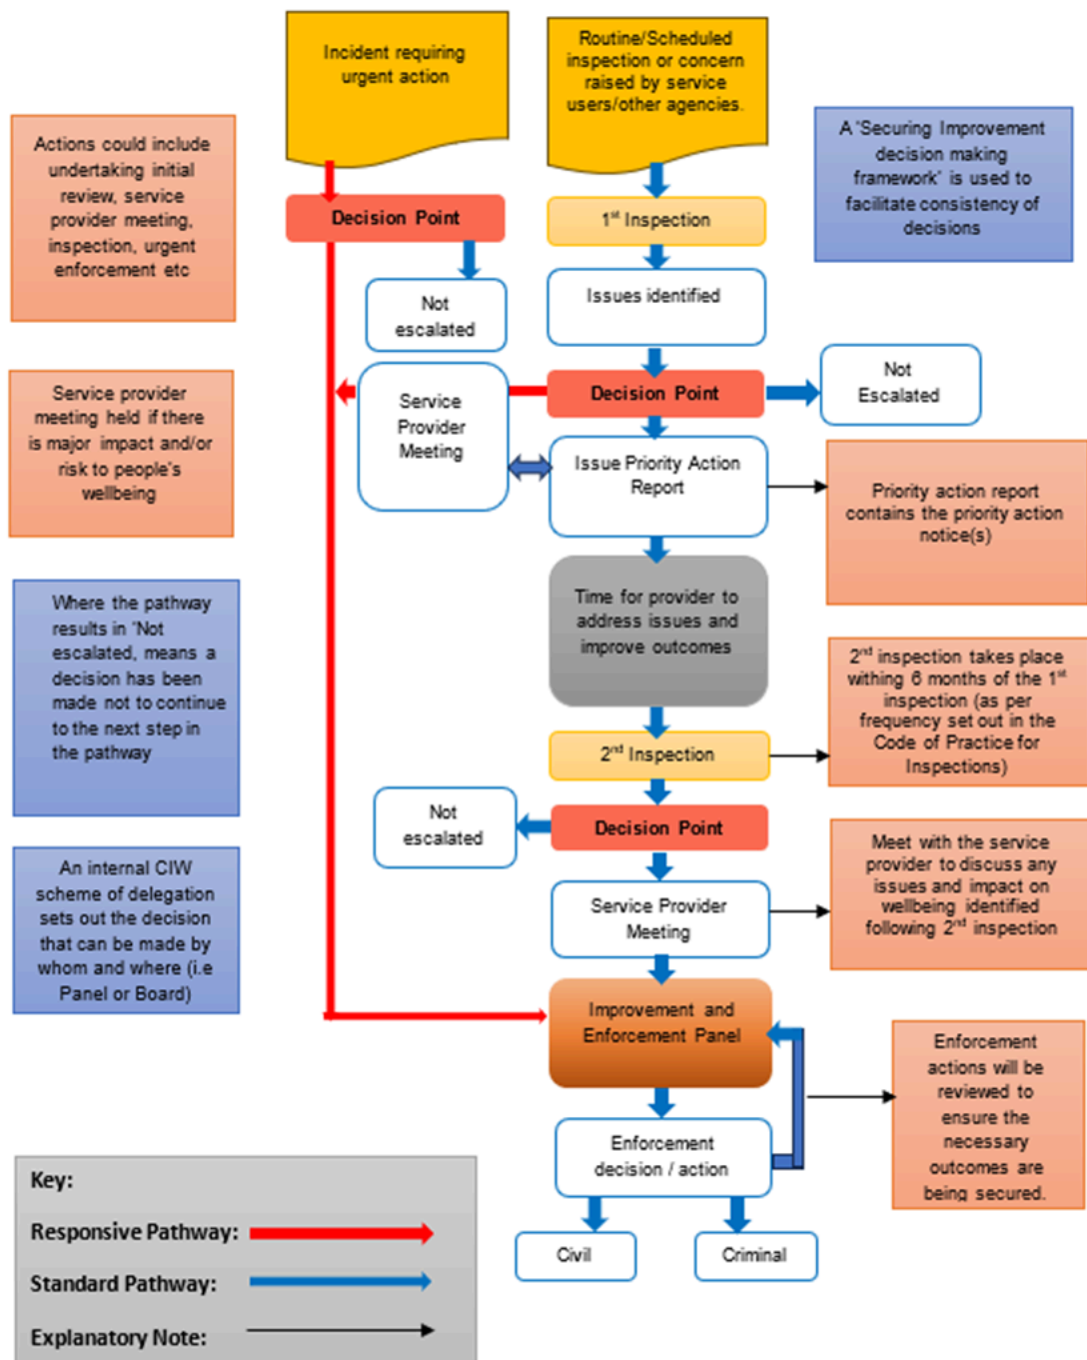 Incident requiring
urgent action
Routine/Scheduled
inspection or concern
raised by service
users/other agencies.
Actions could include
undertaking initial
review, service
provider meeting,
inspection, urgent
enforcement etc
A 'Securing Improvement
decision making
framework' is used to
facilitate consistency of
decisions
Decision Point
1st Inspection
Not
escalated
Issues identified
Service provider
meeting held if there
is major impact and/or
risk to people's
wellbeing
Service
Provider
Meeting
Decision Point
Not
Escalated
Issue Priority Action
Report
Priority action report
contains the priority action
notice(s)
Where the pathway
results in 'Not
escalated, means a
decision has been
made not to continue
to the next step in
the pathway
Time for provider to
address issues and
improve outcomes
2nd inspection takes place
withing 6 months of the 1st
inspection (as per
frequency set out in the
Code of Practice for
Inspections)
2nd Inspection
Not
escalated
Decision Point
An internal CIW
scheme of delegation
sets out the decision
that can be made by
whom and where (i.e
Panel or Board)
Service Provider
Meeting
Meet with the service
provider to discuss any
issues and impact on
wellbeing identified
following 2nd inspection
Improvement and
Enforcement Panel
Enforcement
actions will be
reviewed to
ensure the
necessary
outcomes are
being secured.
Enforcement
decision / action
Civil
Criminal
Key:
Responsive Pathway:
Standard Pathway:
Explanatory Note: